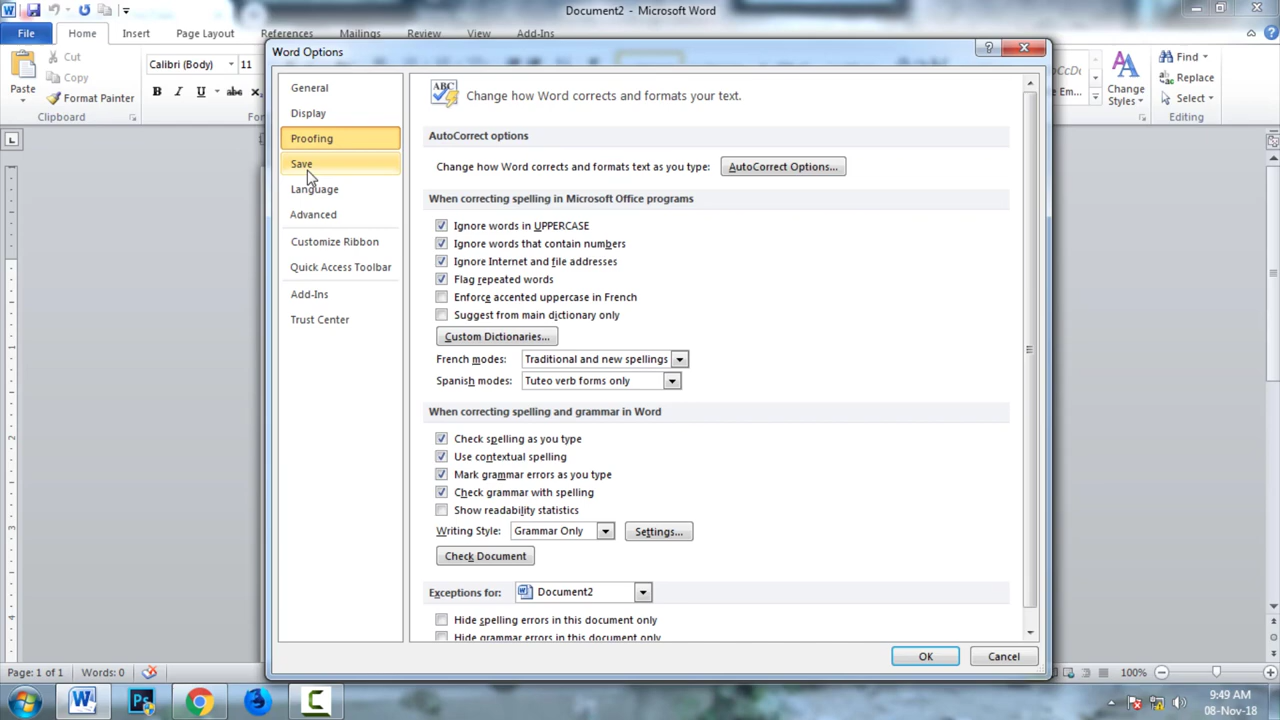 Document2 - Microsoft Word
File Home Insert Page Layout References Mailings Review View Add-Ins
Word Options
Cut
Copy
Format Painter
Paste
Clipboard
Calibri (Body) 11
B I U abc
Find
Replace
Select
Change
Styles
Editing
General
Display
Proofing
Save
Language
Advanced
Customize Ribbon
Quick Access Toolbar
Add-Ins
Trust Center
ABC
Change how Word corrects and formats your text.
AutoCorrect options
Change how Word corrects and formats text as you type: AutoCorrect Options...
When correcting spelling in Microsoft Office programs
Ignore words in UPPERCASE
Ignore words that contain numbers
Ignore Internet and file addresses
Flag repeated words
Enforce accented uppercase in French
Suggest from main dictionary only
Custom Dictionaries...
French modes: Traditional and new spellings
Spanish modes: Tuteo verb forms only
When correcting spelling and grammar in Word
Check spelling as you type
Use contextual spelling
Mark grammar errors as you type
Check grammar with spelling
Show readability statistics
Writing Style: Grammar Only Settings...
Check Document
Exceptions for: Document2
Hide spelling errors in this document only
Hide grammar errors in this document only
OK Cancel
Page: 1 of 1 Words: 0 100%
9:49 AM
08-Nov-18